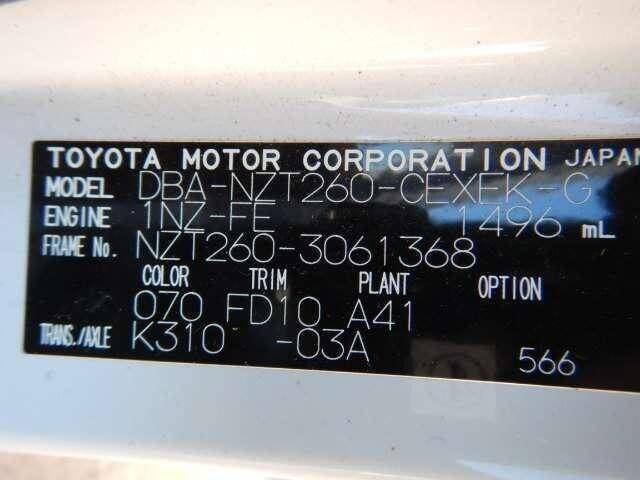 TOYOTA MOTOR CORPORATION JAPAN
MODEL DBA-NZT260-CEXEK-G
ENGINE 1NZ-FE 1496 mL
FRAME No. NZT260-3061368
COLOR TRIM PLANT OPTION
070 FD10 A41
TRANS./AXLE K310 -03A
566